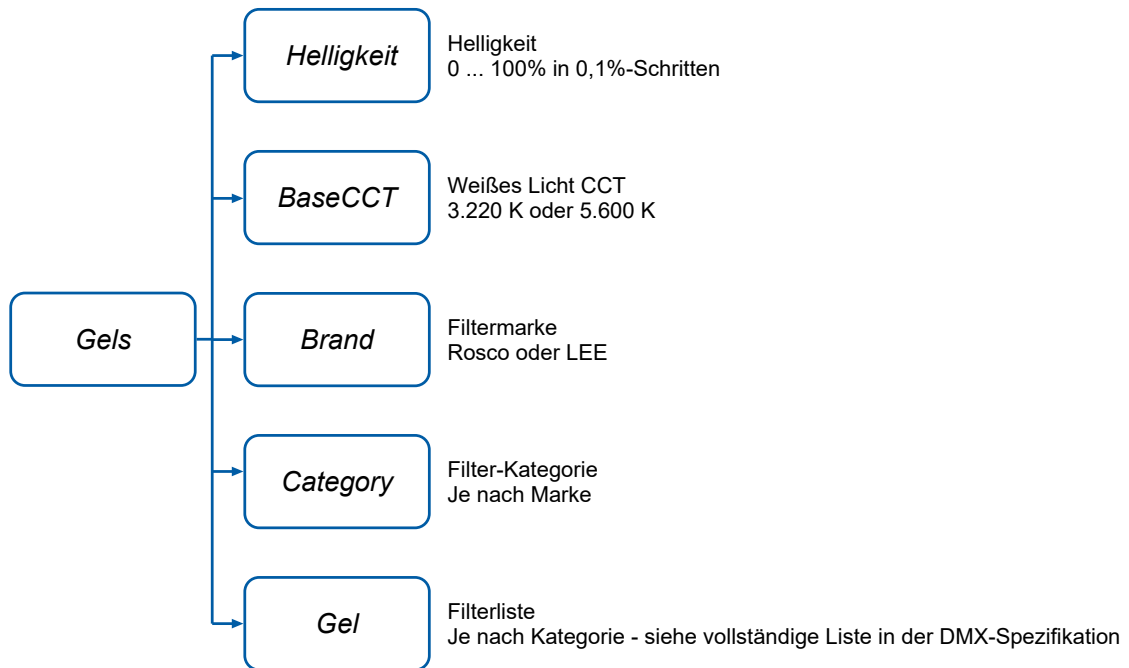 Helligkeit
Helligkeit
0 ... 100% in 0,1%-Schritten
BaseCCT
Weißes Licht CCT
3.220 K oder 5.600 K
Gels
Brand
Filtermarke
Rosco oder LEE
Category
Filter-Kategorie
Je nach Marke
Gel
Filterliste
Je nach Kategorie - siehe vollständige Liste in der DMX-Spezifikation